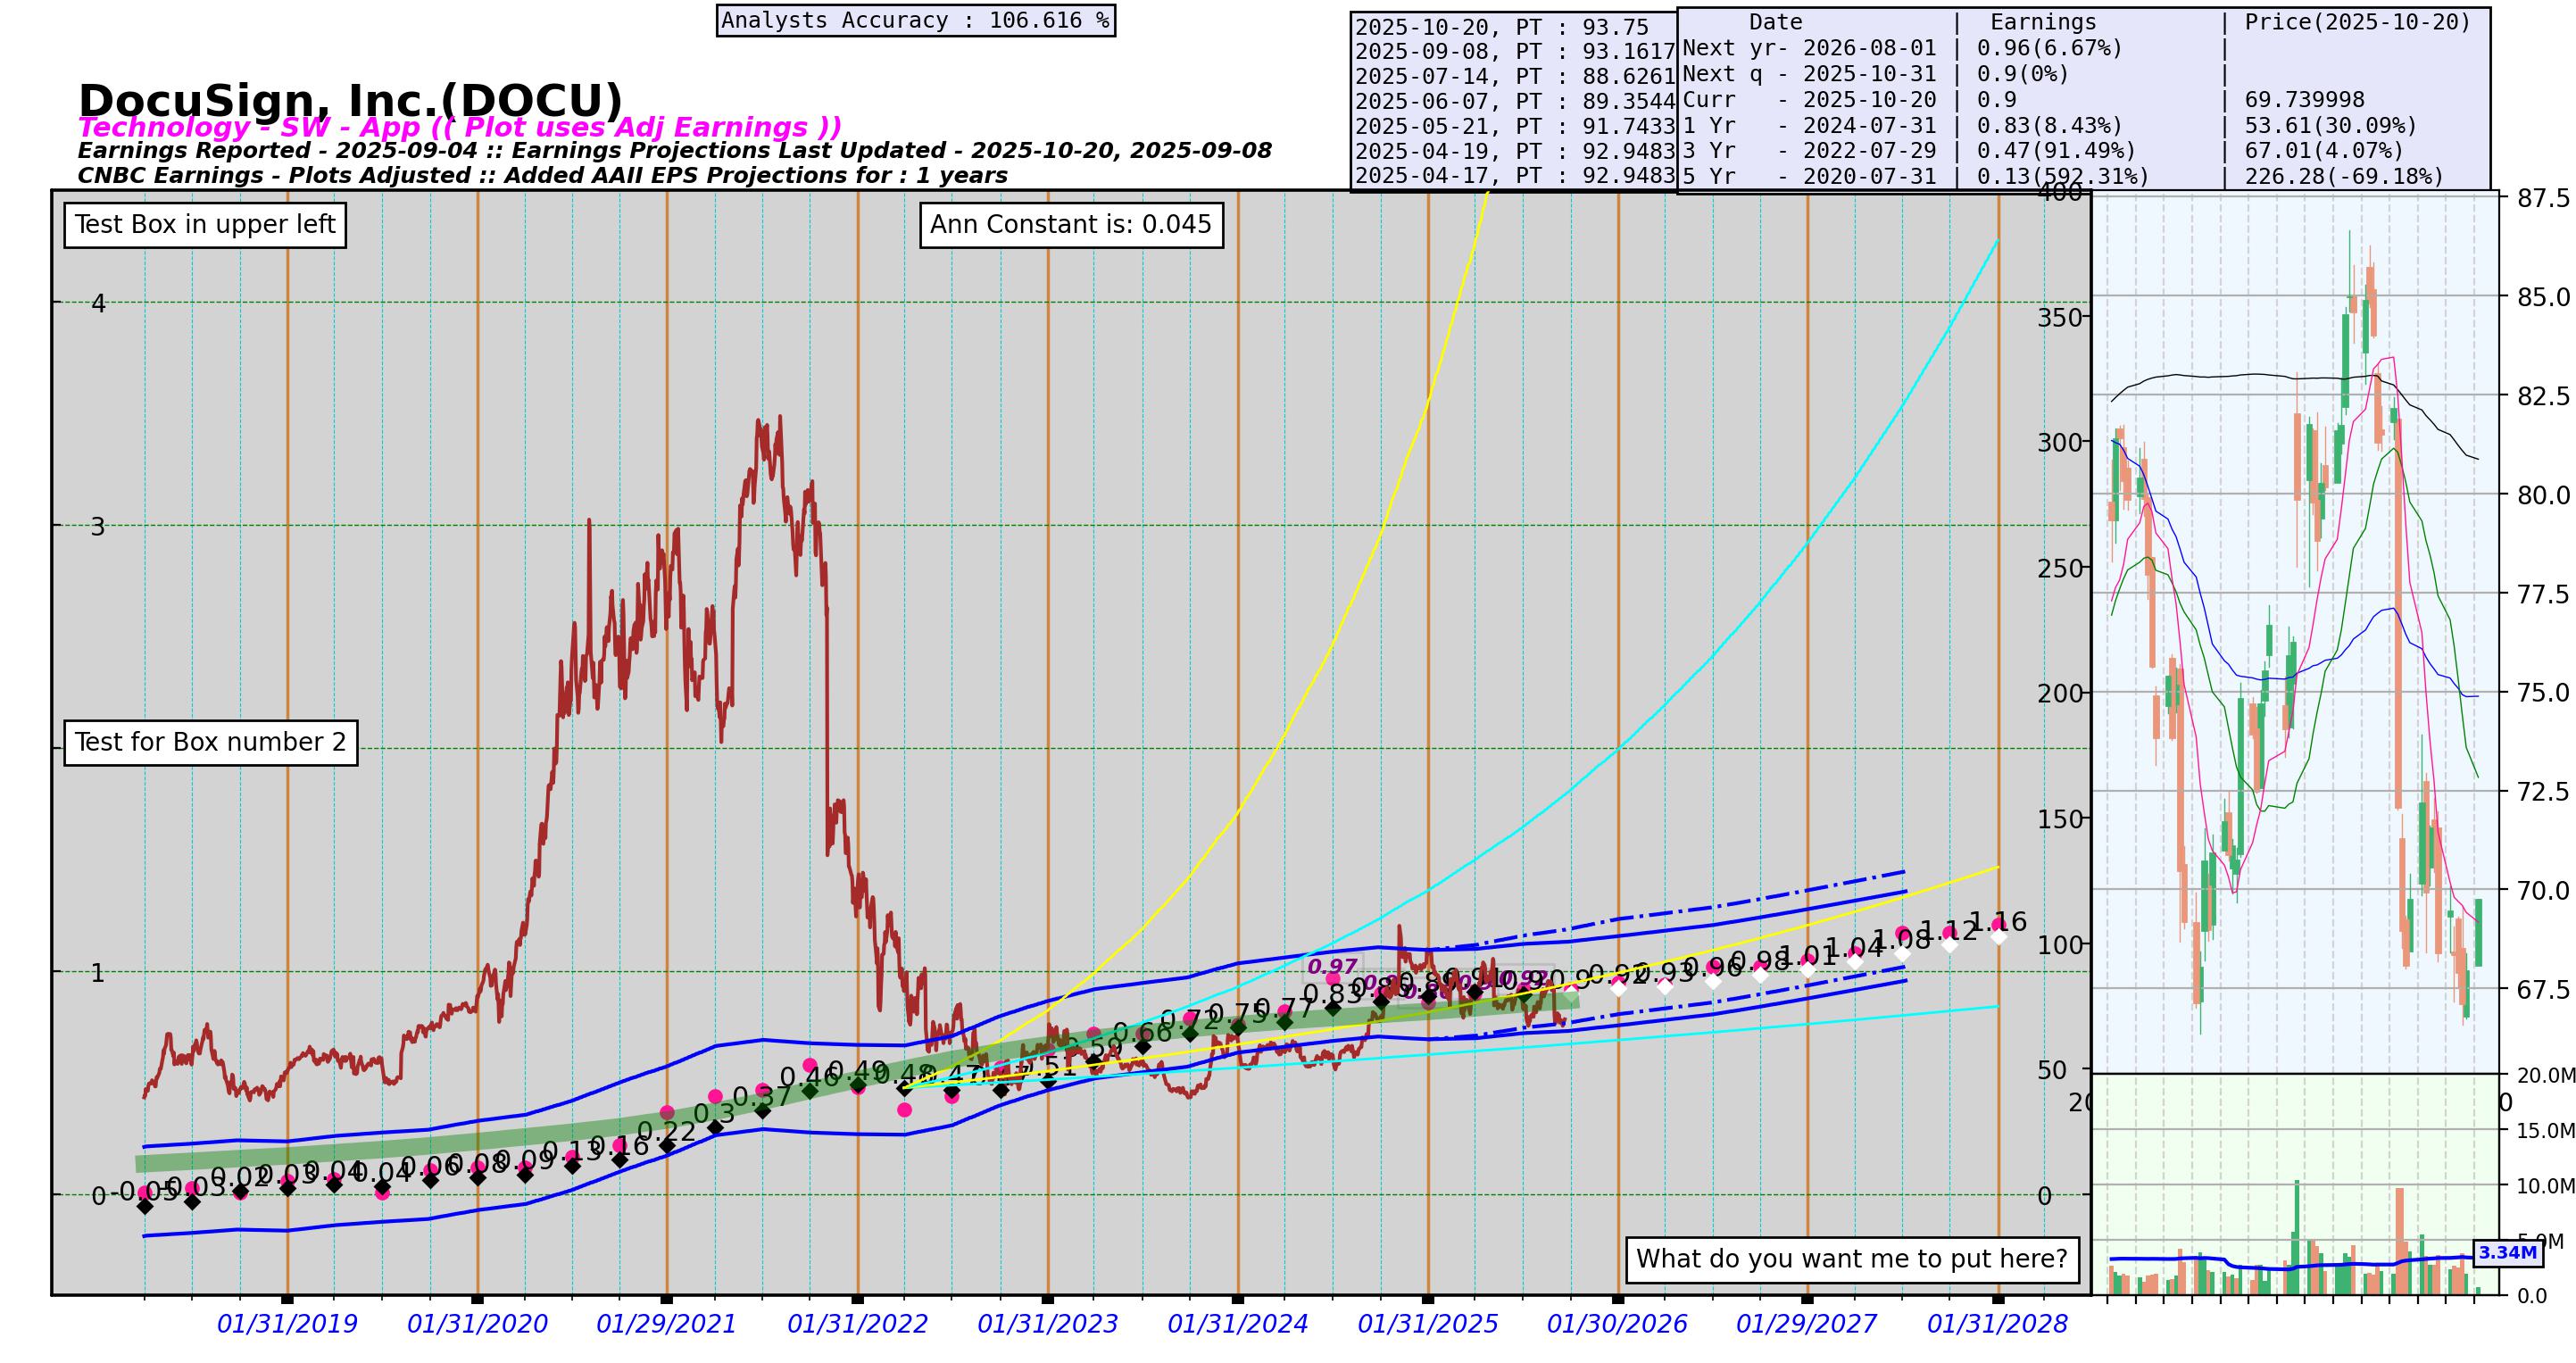 Analysts Accuracy : 106.616 %
DocuSign, Inc.(DOCU)
Technology - SW - App (( Plot uses Adj Earnings ))
Earnings Reported - 2025-09-04 :: Earnings Projections Last Updated - 2025-10-20, 2025-09-08
CNBC Earnings - Plots Adjusted :: Added AAII EPS Projections for : 1 years
2025-10-20, PT : 93.75
2025-09-08, PT : 93.1617
2025-07-14, PT : 88.6261
2025-06-07, PT : 89.3544
2025-05-21, PT : 91.7433
2025-04-19, PT : 92.9483
2025-04-17, PT : 92.9483
Date | Earnings | Price(2025-10-20)
Next yr- 2026-08-01 | 0.96(6.67%) |
Next q - 2025-10-31 | 0.9(0%) |
Curr - 2025-10-20 | 0.9 | 69.739998
1 Yr - 2024-07-31 | 0.83(8.43%) | 53.61(30.09%)
3 Yr - 2022-07-29 | 0.47(91.49%) | 67.01(4.07%)
5 Yr - 2020-07-31 | 0.13(592.31%) | 226.28(-69.18%)
Test Box in upper left
Ann Constant is: 0.045
Test for Box number 2
What do you want me to put here?
4
3
1
0
400
350
300
250
200
150
100
50
0
-0.05
-0.03
0.02
0.03
0.04
0.04
0.06
0.08
0.09
0.13
0.16
0.22
0.3
0.37
0.46
0.49
0.48
0.47
0.51
0.59
0.66
0.72
0.75
0.77
0.83
0.97
0.92
0.93
0.96
0.98
1.01
1.04
1.08
1.12
1.16
01/31/2019
01/31/2020
01/29/2021
01/31/2022
01/31/2023
01/31/2024
01/31/2025
01/30/2026
01/29/2027
01/31/2028
87.5
85.0
82.5
80.0
77.5
75.0
72.5
70.0
67.5
20.0M
15.0M
10.0M
3.34M
0.0